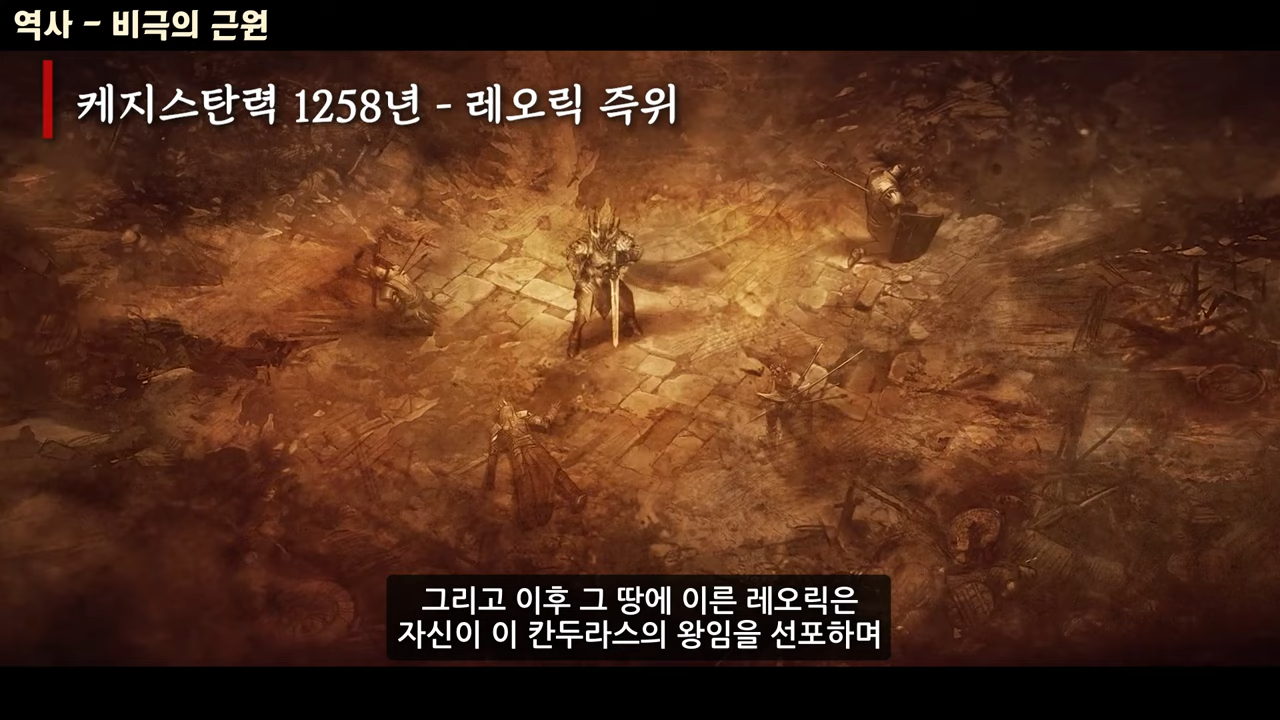 역사 - 비극의 근원
케지스탄력 1258년 - 레오릭 즉위
그리고 이후 그 땅에 이른 레오릭은
자신이 이 칸두라스의 왕임을 선포하며